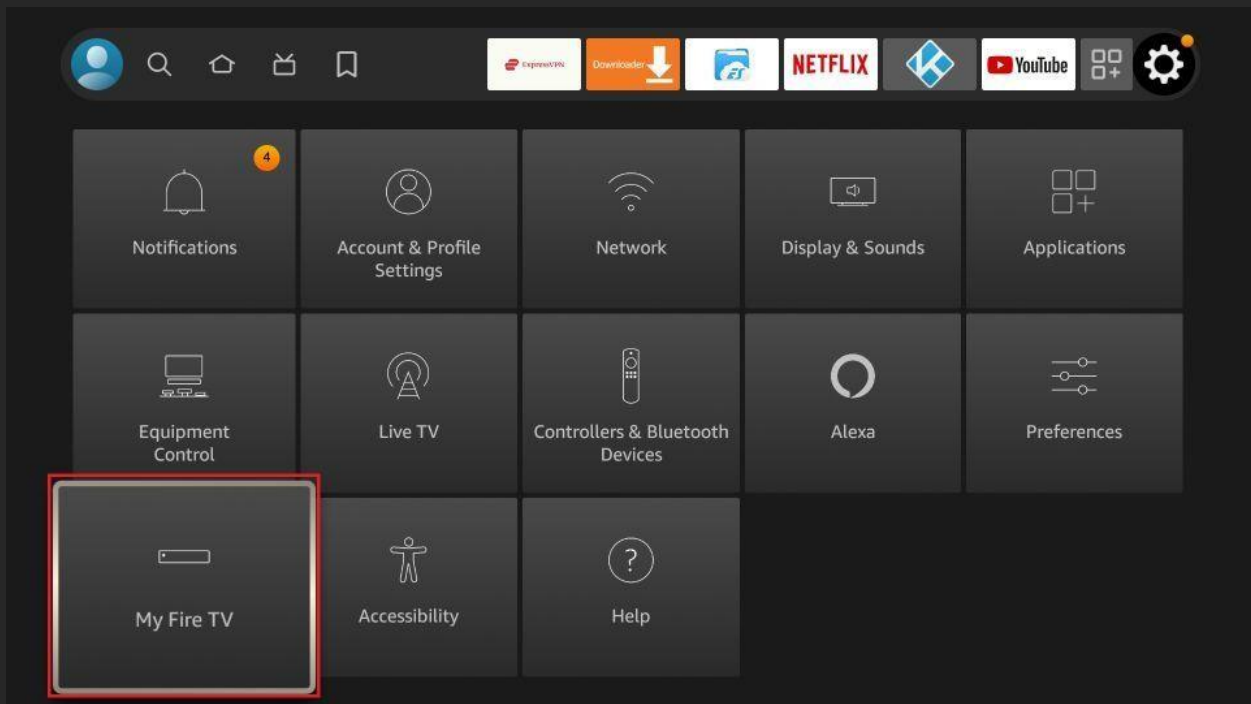 ExpressVPN
Downloader
ES
NETFLIX
YouTube
4
Notifications
Account & Profile
Settings
Network
Display & Sounds
Applications
Equipment
Control
Live TV
Controllers & Bluetooth
Devices
Alexa
Preferences
My Fire TV
Accessibility
?
Help